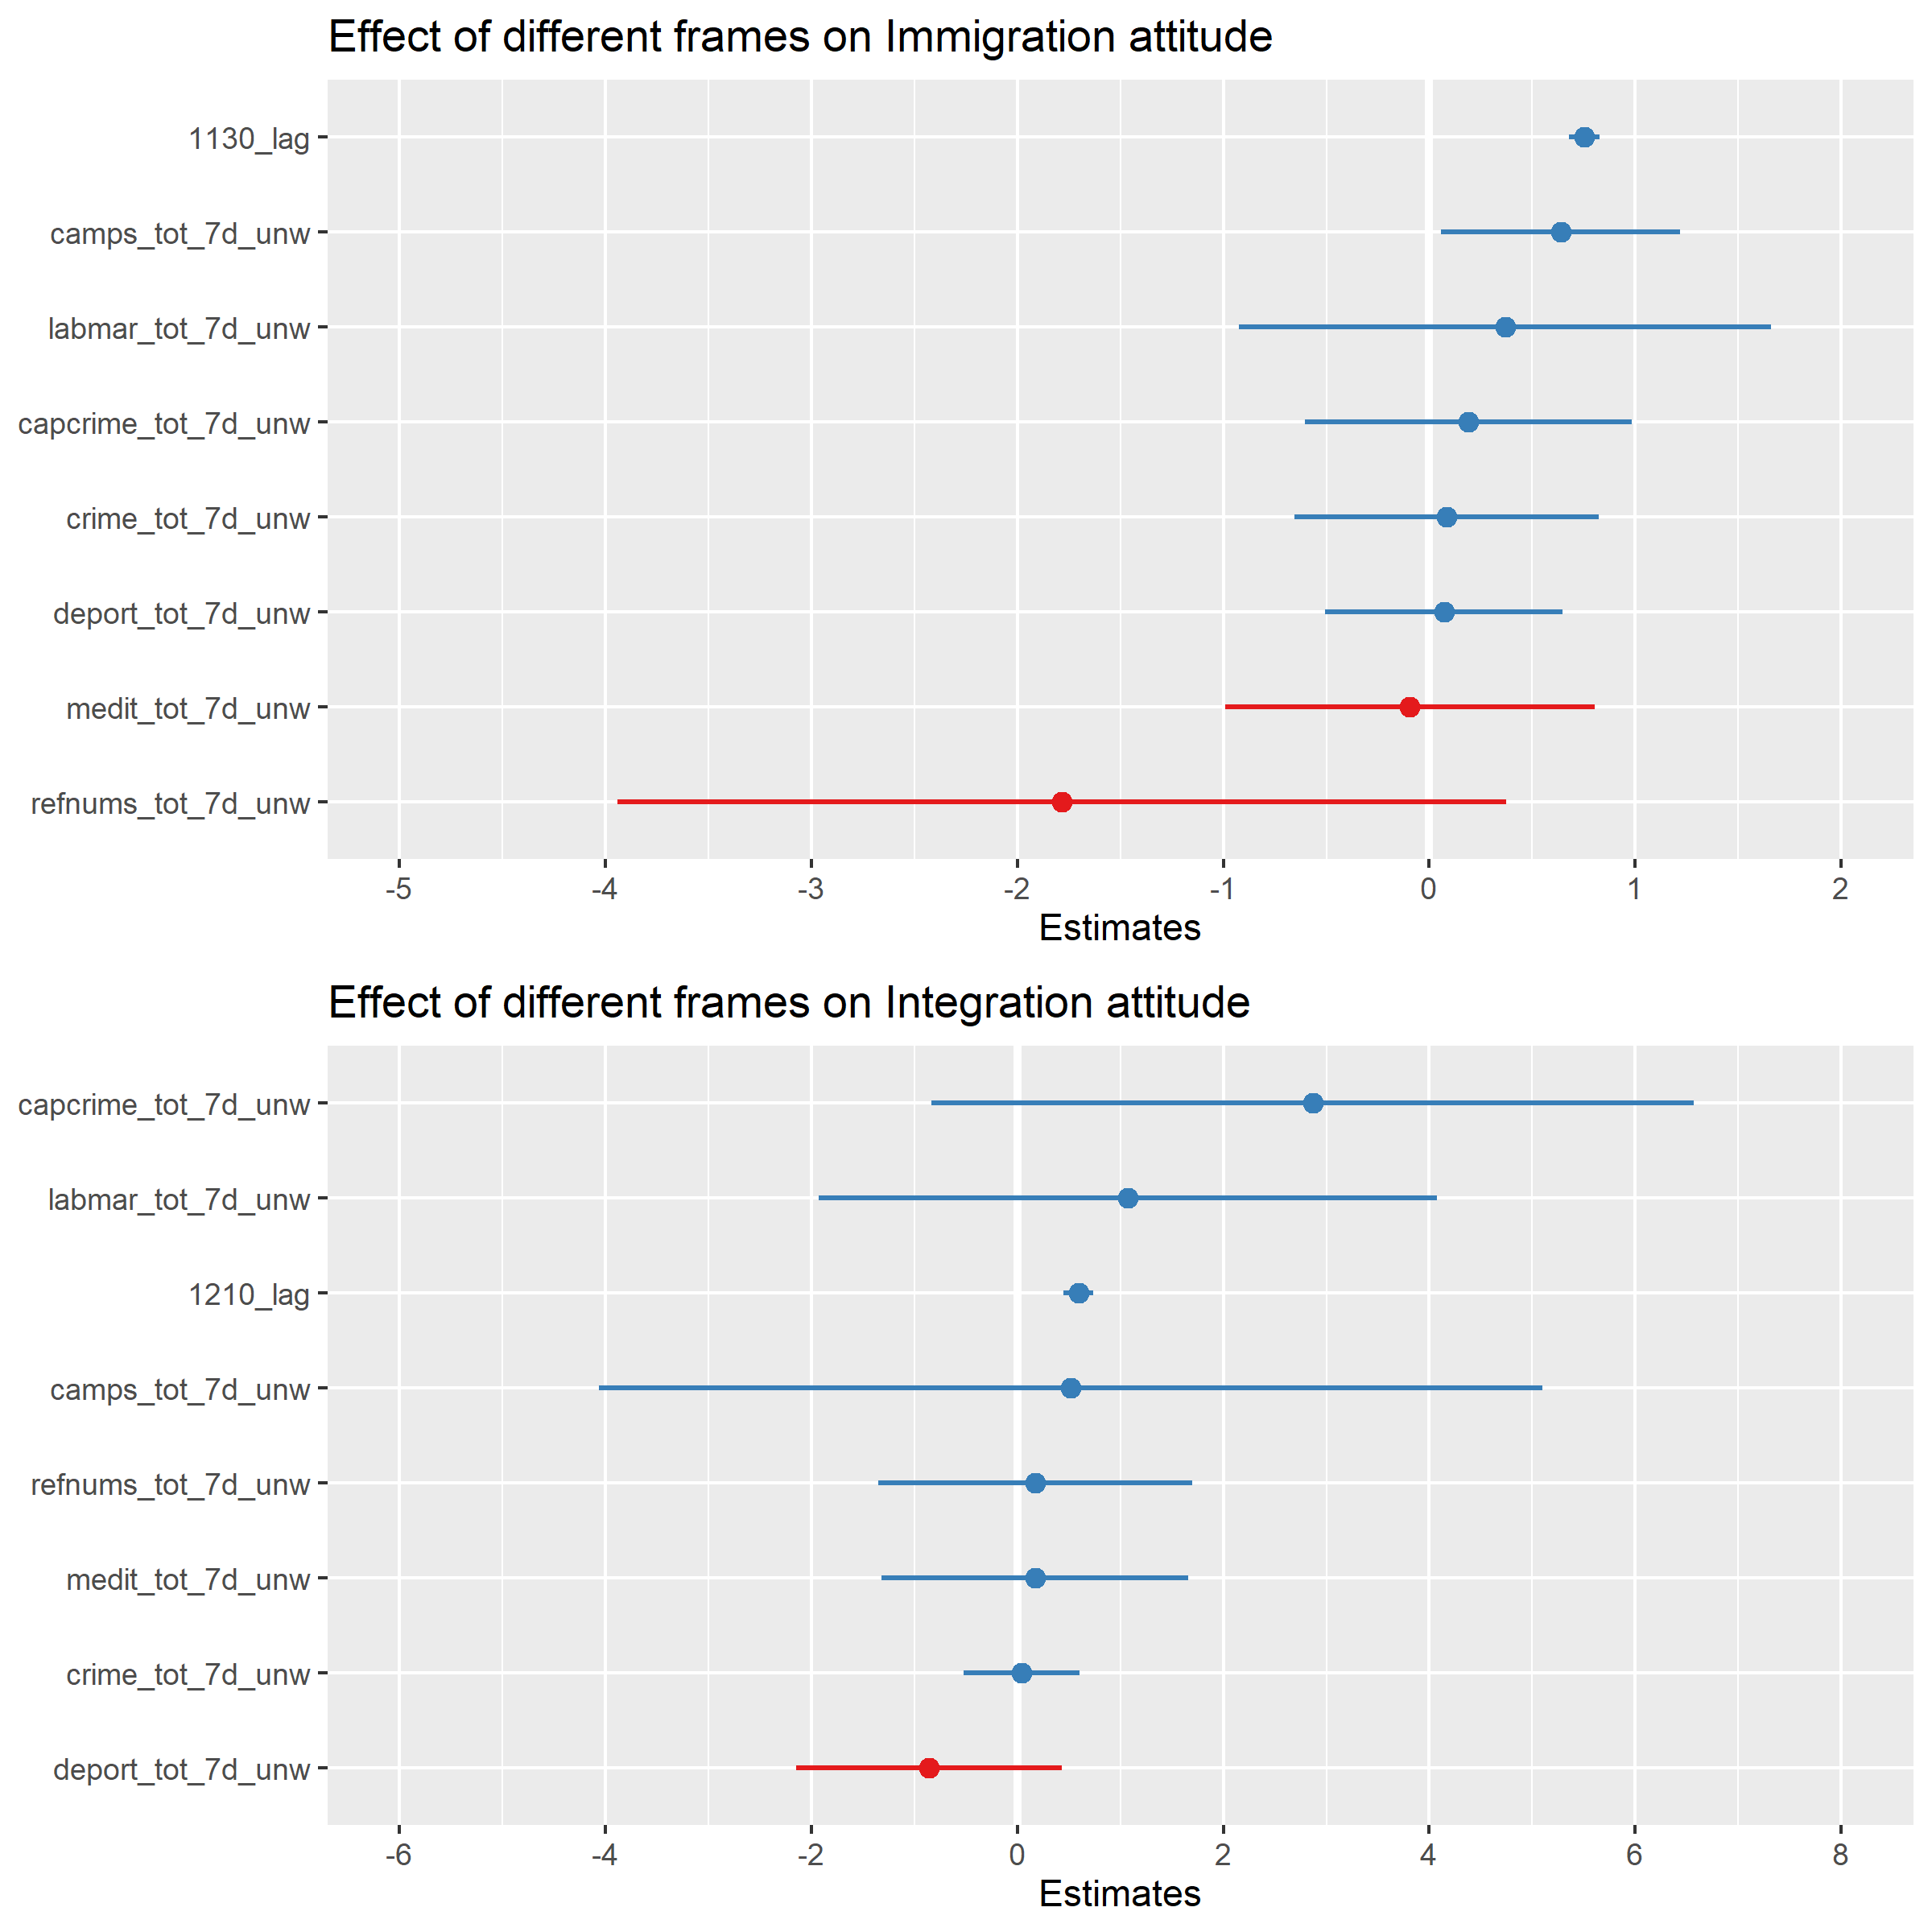 Effect of different frames on Immigration attitude
1130_lag
camps_tot_7d_unw
labmar_tot_7d_unw
capcrime_tot_7d_unw
crime_tot_7d_unw
deport_tot_7d_unw
medit_tot_7d_unw
refnums_tot_7d_unw
-5 -4 -3 -2 -1 0 1 2
Estimates
Effect of different frames on Integration attitude
capcrime_tot_7d_unw
labmar_tot_7d_unw
1210_lag
camps_tot_7d_unw
refnums_tot_7d_unw
medit_tot_7d_unw
crime_tot_7d_unw
deport_tot_7d_unw
-6 -4 -2 0 2 4 6 8
Estimates